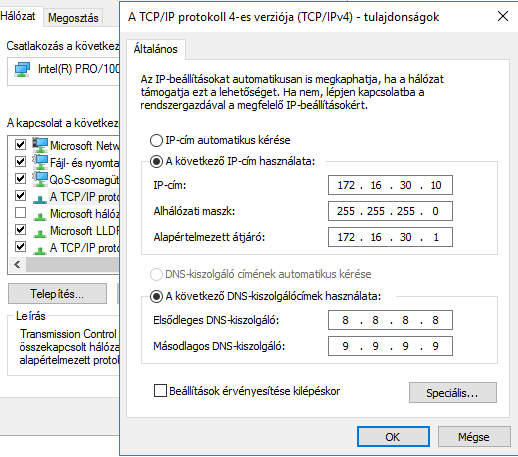 Hálózat Megosztás
Csatlakozás a következő
Intel(R) PRO/100
A kapcsolat a következő
Microsoft Netw
Fájl- és nyomta
QoS-csomagüt
A TCP/IP proto
Microsoft hálóz
Microsoft LLDP
A TCP/IP proto
Telepítés...
Leírás
Transmission Control
összekapcsolt hálóza
alapértelmezett protok
A TCP/IP protokoll 4-es verziója (TCP/IPv4) - tulajdonságok
Általános
Az IP-beállításokat automatikusan is megkaphatja, ha a hálózat
támogatja ezt a lehetőséget. Ha nem, lépjen kapcsolatba a
rendszergazdával a megfelelő IP-beállításokért.
IP-cím automatikus kérése
A következő IP-cím használata:
IP-cím: 172 . 16 . 30 . 10
Alhálózati maszk: 255 . 255 . 255 . 0
Alapértelmezett átjáró: 172 . 16 . 30 . 1
DNS-kiszolgáló címének automatikus kérése
A következő DNS-kiszolgálócímek használata:
Elsődleges DNS-kiszolgáló: 8 . 8 . 8 . 8
Másodlagos DNS-kiszolgáló: 9 . 9 . 9 . 9
Beállítások érvényesítése kilépéskor
Speciális...
OK Mégse